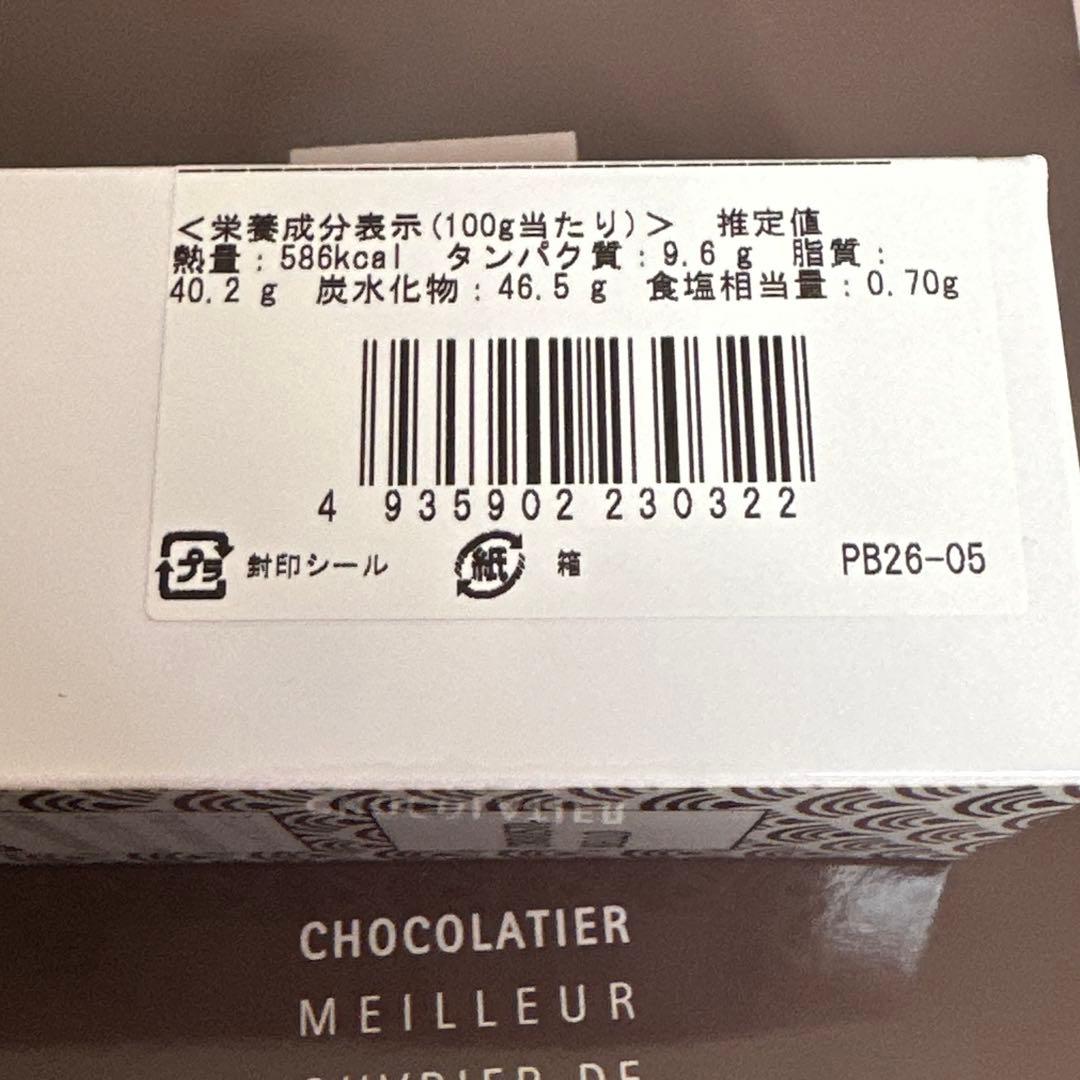 <栄養成分表示(100g当たり)> 推定値
熱量:586kcal タンパク質:9.6g 脂質:
40.2g 炭水化物:46.5g 食塩相当量:0.70g
4 935902 230322
プラ 封印シール 紙 箱 PB26-05
CHOCOLATIER
MEILLEUR